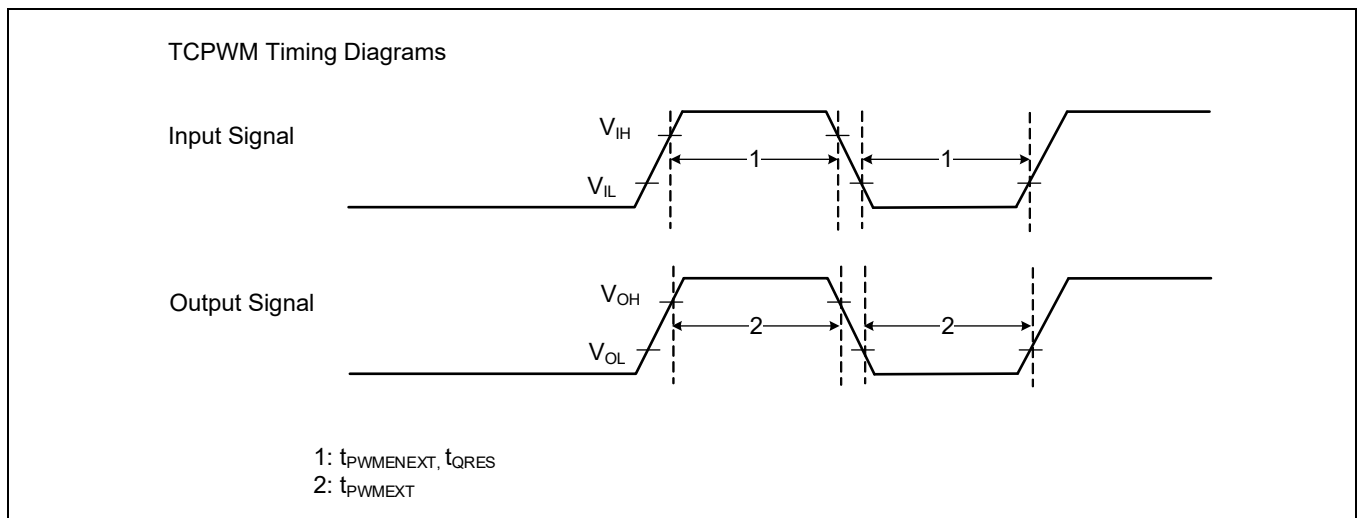 TCPWM Timing Diagrams
Input Signal
VIH
1
1
VIL
Output Signal
VOH
2
2
VOL
1: tPWMENEXT, tQRES
2: tPWMEXT